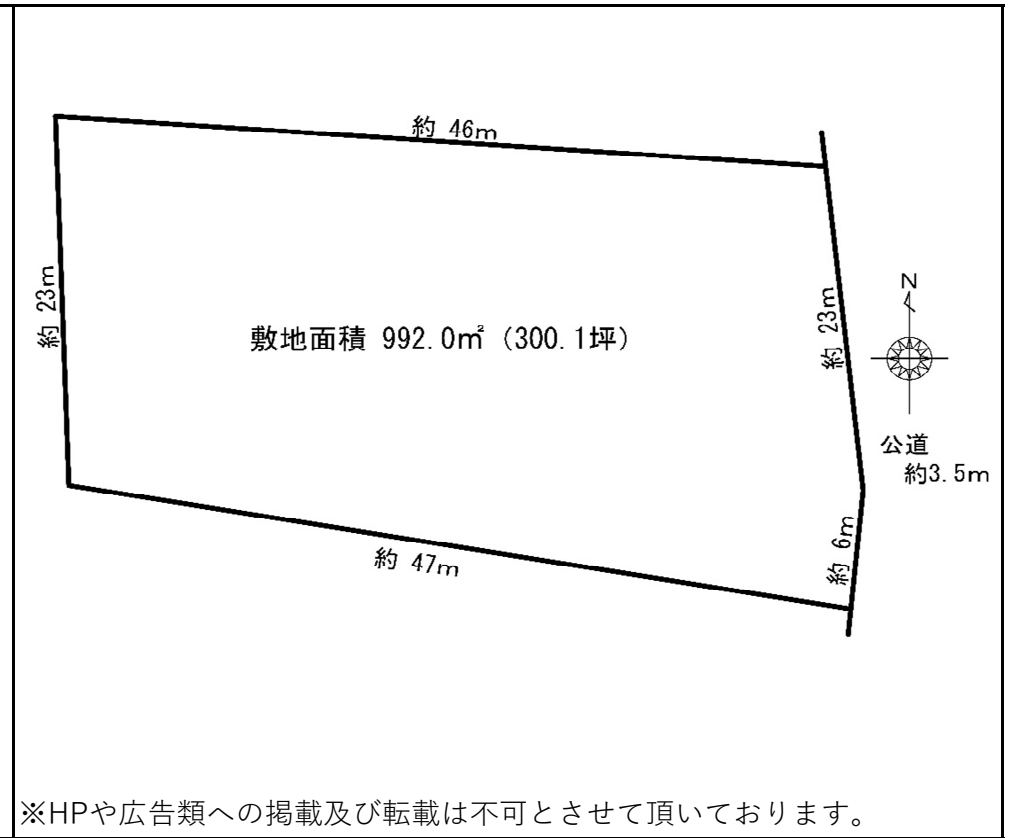 約 46m
約 23m
約 23m
N
敷地面積 992.0㎡ (300.1坪)
公道
約3.5m
約 6m
約 47m
※HPや広告類への掲載及び転載は不可とさせて頂いております。